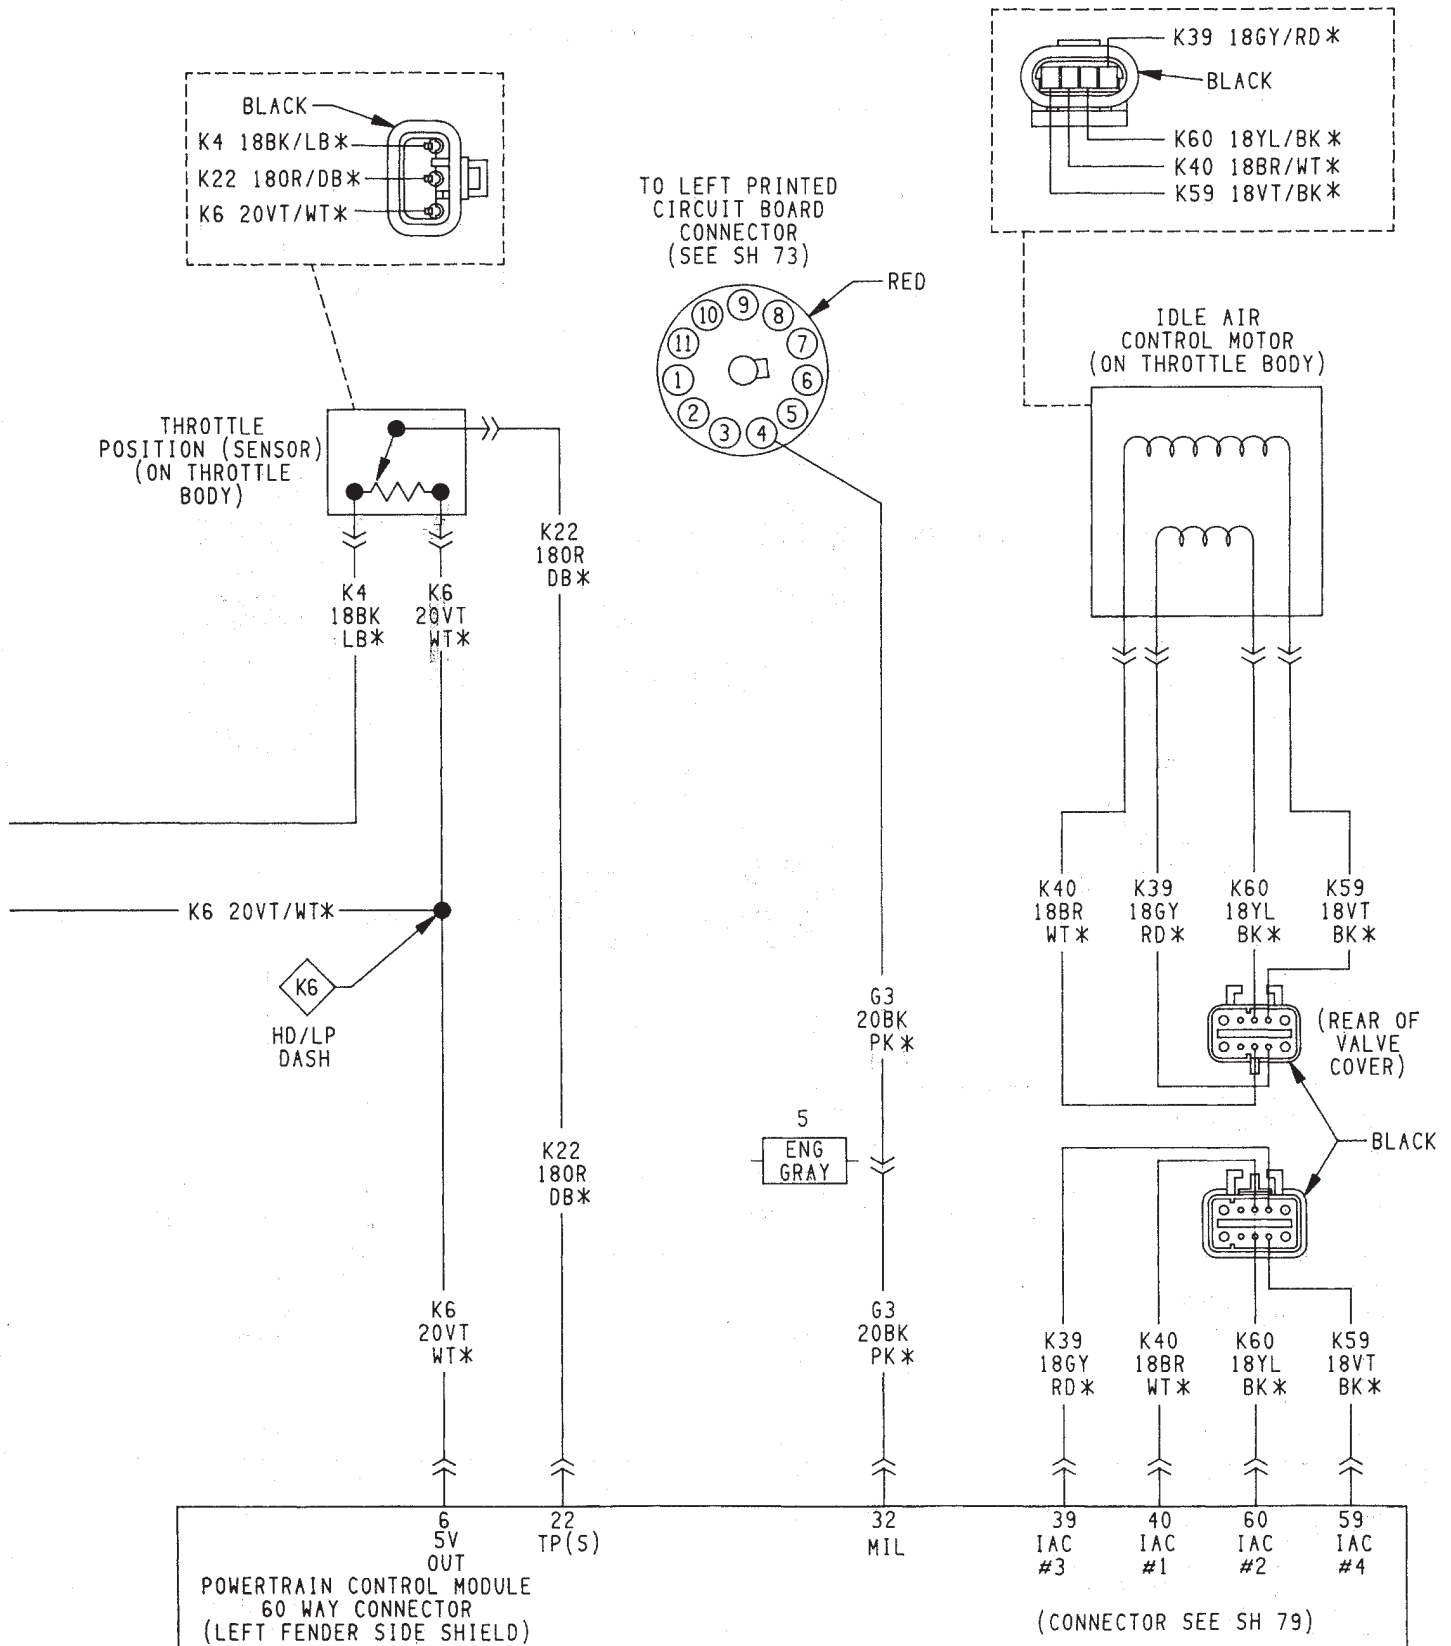 BLACK
K4 18BK/LB*
K22 18OR/DB*
K6 20VT/WT*
K39 18GY/RD*
BLACK
K60 18YL/BK*
K40 18BR/WT*
K59 18VT/BK*
TO LEFT PRINTED
CIRCUIT BOARD
CONNECTOR
(SEE SH 73)
RED
9
10
8
11
7
1
6
2
5
3
4
IDLE AIR
CONTROL MOTOR
(ON THROTTLE BODY)
THROTTLE
POSITION (SENSOR)
(ON THROTTLE
BODY)
K22
18OR
DB*
K4
18BK
LB*
K6
20VT
WT*
K40
18BR
WT*
K39
18GY
RD*
K60
18YL
BK*
K59
18VT
BK*
K6 20VT/WT*
K6
HD/LP
DASH
G3
20BK
PK*
(REAR OF
VALVE
COVER)
5
ENG
GRAY
BLACK
K22
18OR
DB*
K6
20VT
WT*
G3
20BK
PK*
K39
18GY
RD*
K40
18BR
WT*
K60
18YL
BK*
K59
18VT
BK*
6
5V
OUT
22
TP(S)
32
MIL
39
IAC
#3
40
IAC
#1
60
IAC
#2
59
IAC
#4
POWERTRAIN CONTROL MODULE
60 WAY CONNECTOR
(LEFT FENDER SIDE SHIELD)
(CONNECTOR SEE SH 79)